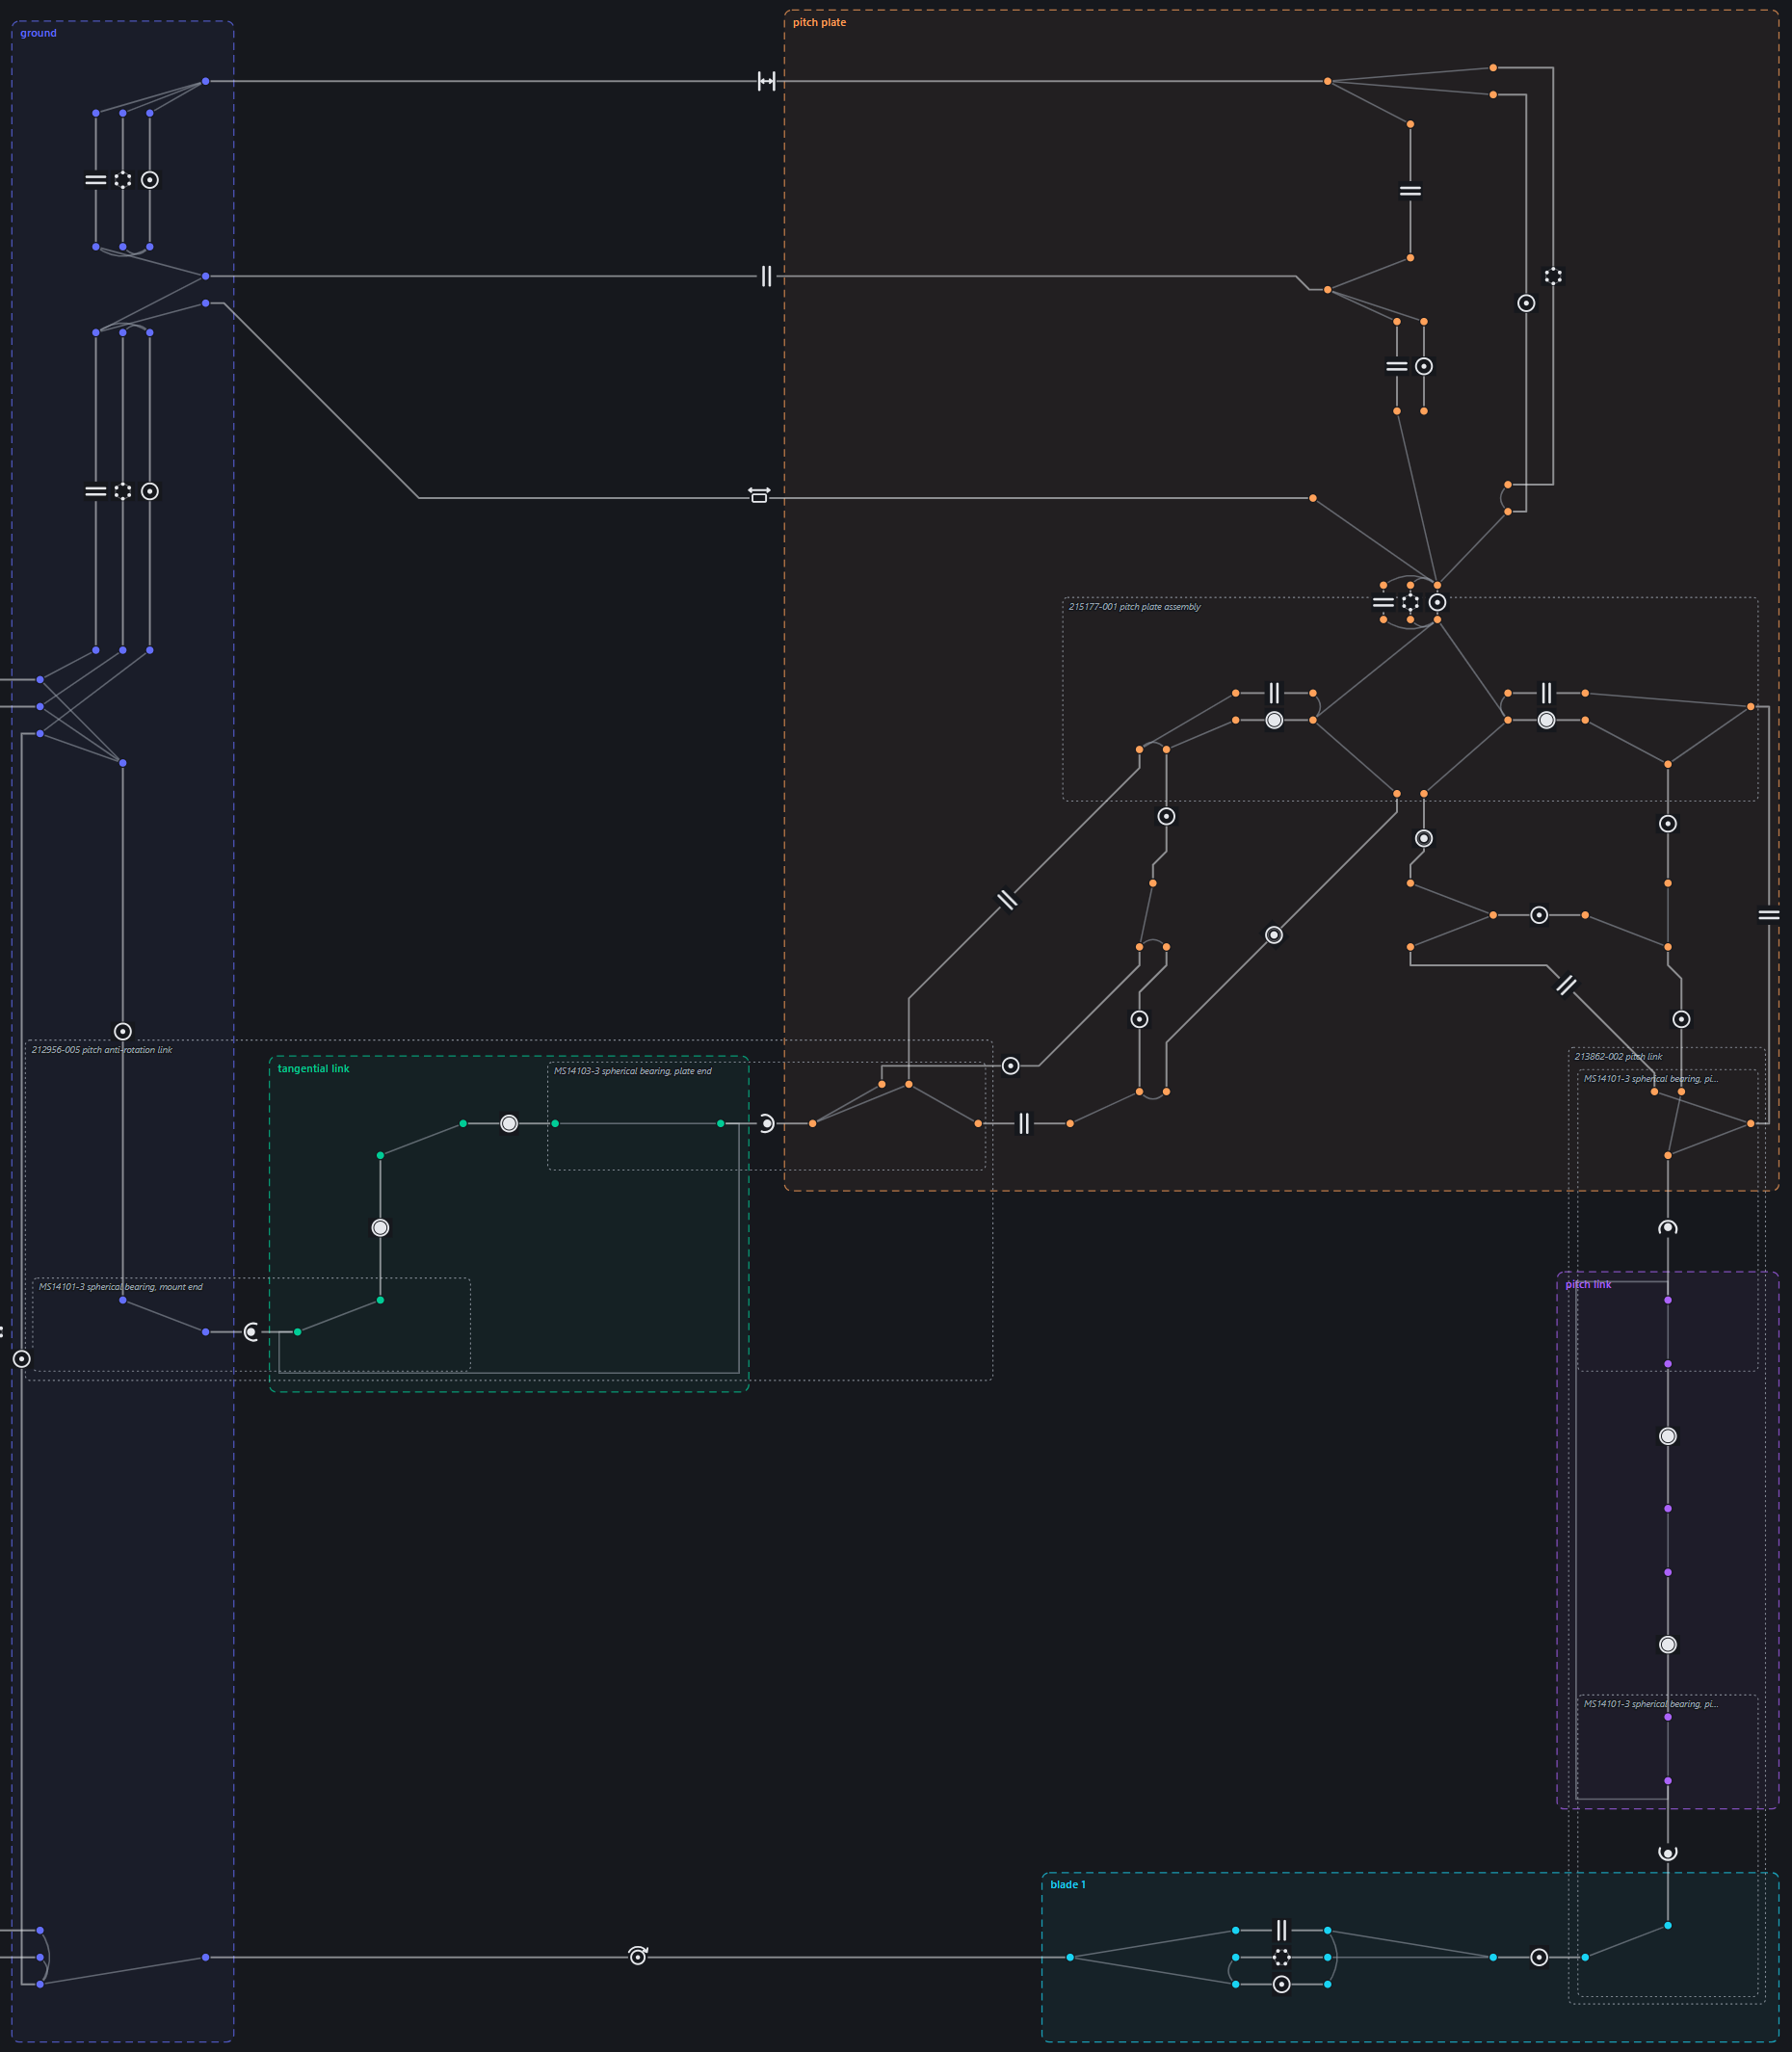 ground
pitch plate
215177-001 pitch plate assembly
212956-005 pitch anti-rotation link
tangential link
MS14103-3 spherical bearing, plate end
213862-002 pitch link
MS14101-3 spherical bearing, pi...
MS14101-3 spherical bearing, mount end
pitch link
MS14101-3 spherical bearing, pi...
blade 1